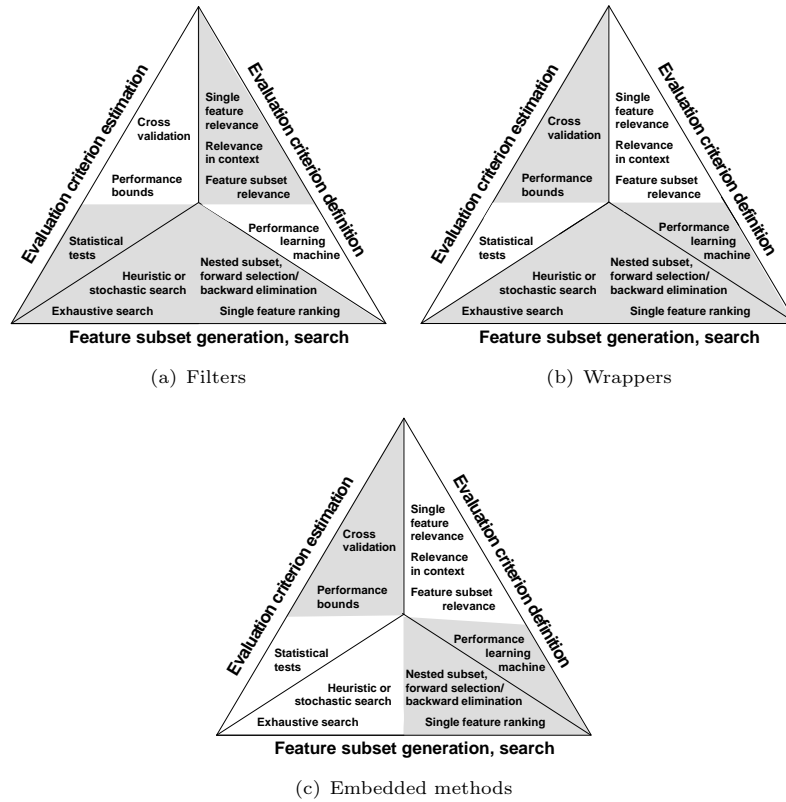 Evaluation criterion estimation
Evaluation criterion definition
Cross
validation
Performance
bounds
Single
feature
relevance
Relevance
in context
Feature subset
relevance
Statistical
tests
Performance
learning
machine
Heuristic or
stochastic search
Exhaustive search
Nested subset,
forward selection/
backward elimination
Single feature ranking
Feature subset generation, search
(a) Filters
Evaluation criterion estimation
Evaluation criterion definition
Cross
validation
Performance
bounds
Single
feature
relevance
Relevance
in context
Feature subset
relevance
Statistical
tests
Performance
learning
machine
Heuristic or
stochastic search
Exhaustive search
Nested subset,
forward selection/
backward elimination
Single feature ranking
Feature subset generation, search
(b) Wrappers
Evaluation criterion estimation
Evaluation criterion definition
Cross
validation
Performance
bounds
Single
feature
relevance
Relevance
in context
Feature subset
relevance
Statistical
tests
Performance
learning
machine
Heuristic or
stochastic search
Exhaustive search
Nested subset,
forward selection/
backward elimination
Single feature ranking
Feature subset generation, search
(c) Embedded methods